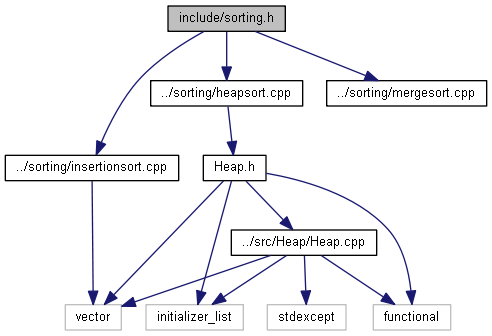 include/sorting.h
../sorting/heapsort.cpp
../sorting/mergesort.cpp
../sorting/insertionsort.cpp
Heap.h
../src/Heap/Heap.cpp
vector
initializer_list
stdexcept
functional